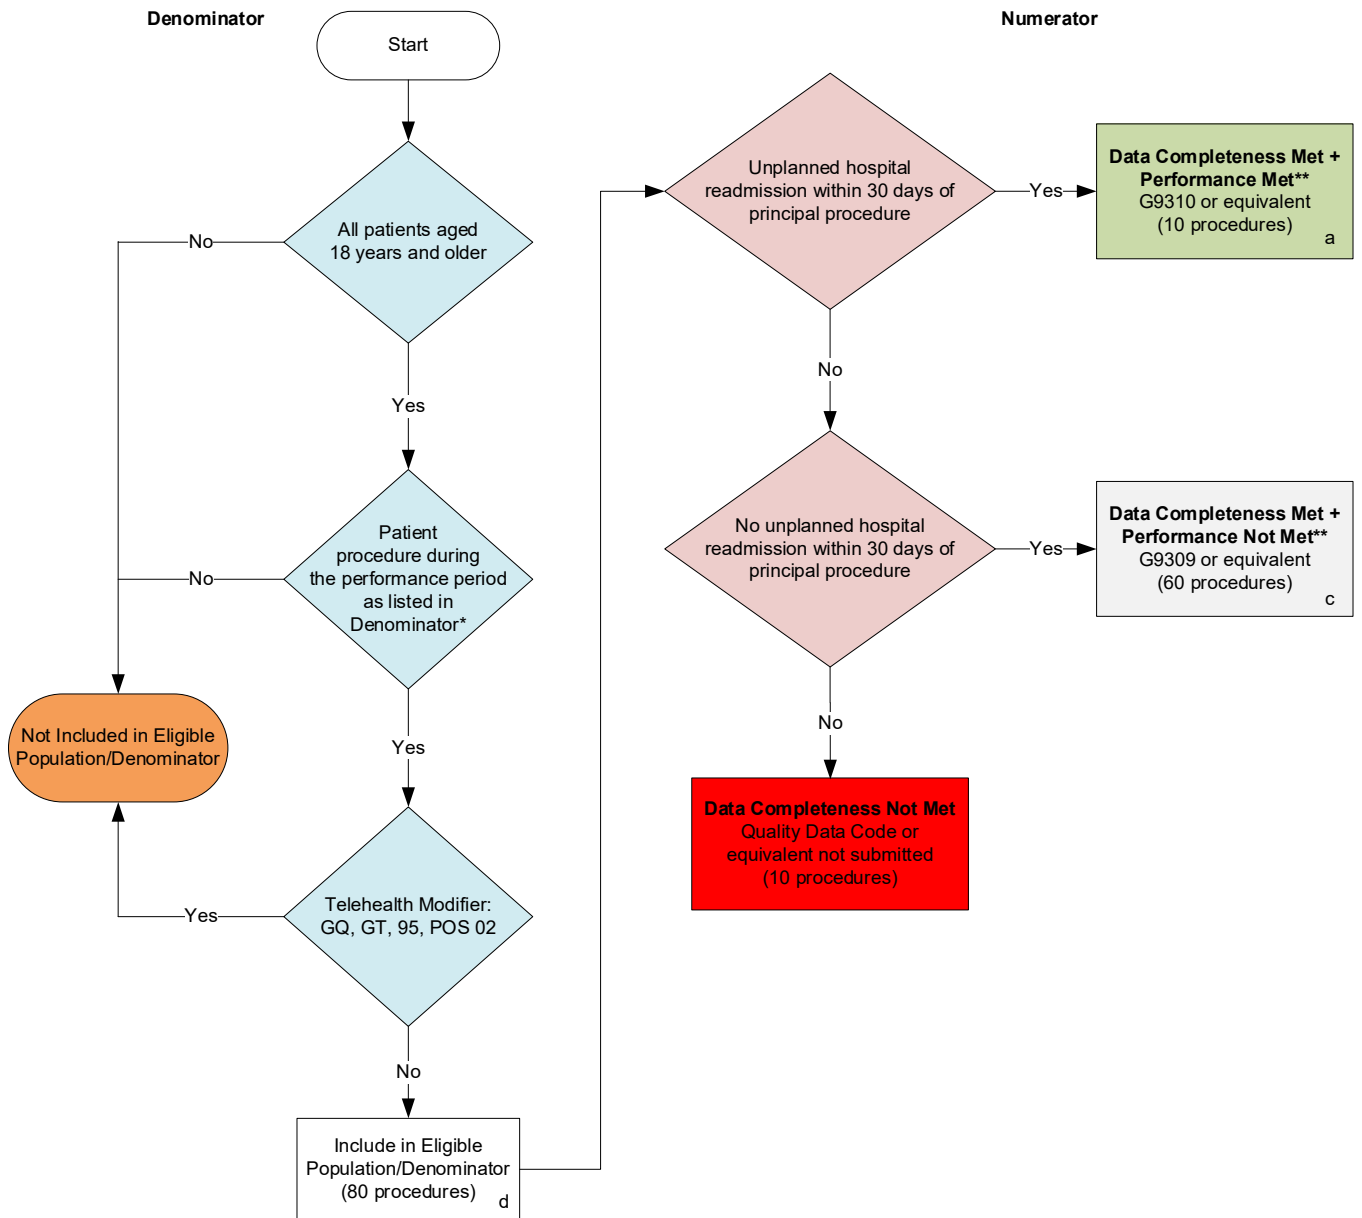 Denominator
Start
All patients aged
18 years and older
No
Yes
Patient
procedure during
the performance period
as listed in
Denominator*
No
Yes
Not Included in Eligible
Population/Denominator
Telehealth Modifier:
GQ, GT, 95, POS 02
Yes
No
Include in Eligible
Population/Denominator
(80 procedures)
d
Numerator
Unplanned hospital
readmission within 30 days of
principal procedure
Yes
Data Completeness Met +
Performance Met**
G9310 or equivalent
(10 procedures)
a
No
No unplanned hospital
readmission within 30 days of
principal procedure
Yes
Data Completeness Met +
Performance Not Met**
G9309 or equivalent
(60 procedures)
c
No
Data Completeness Not Met
Quality Data Code or
equivalent not submitted
(10 procedures)